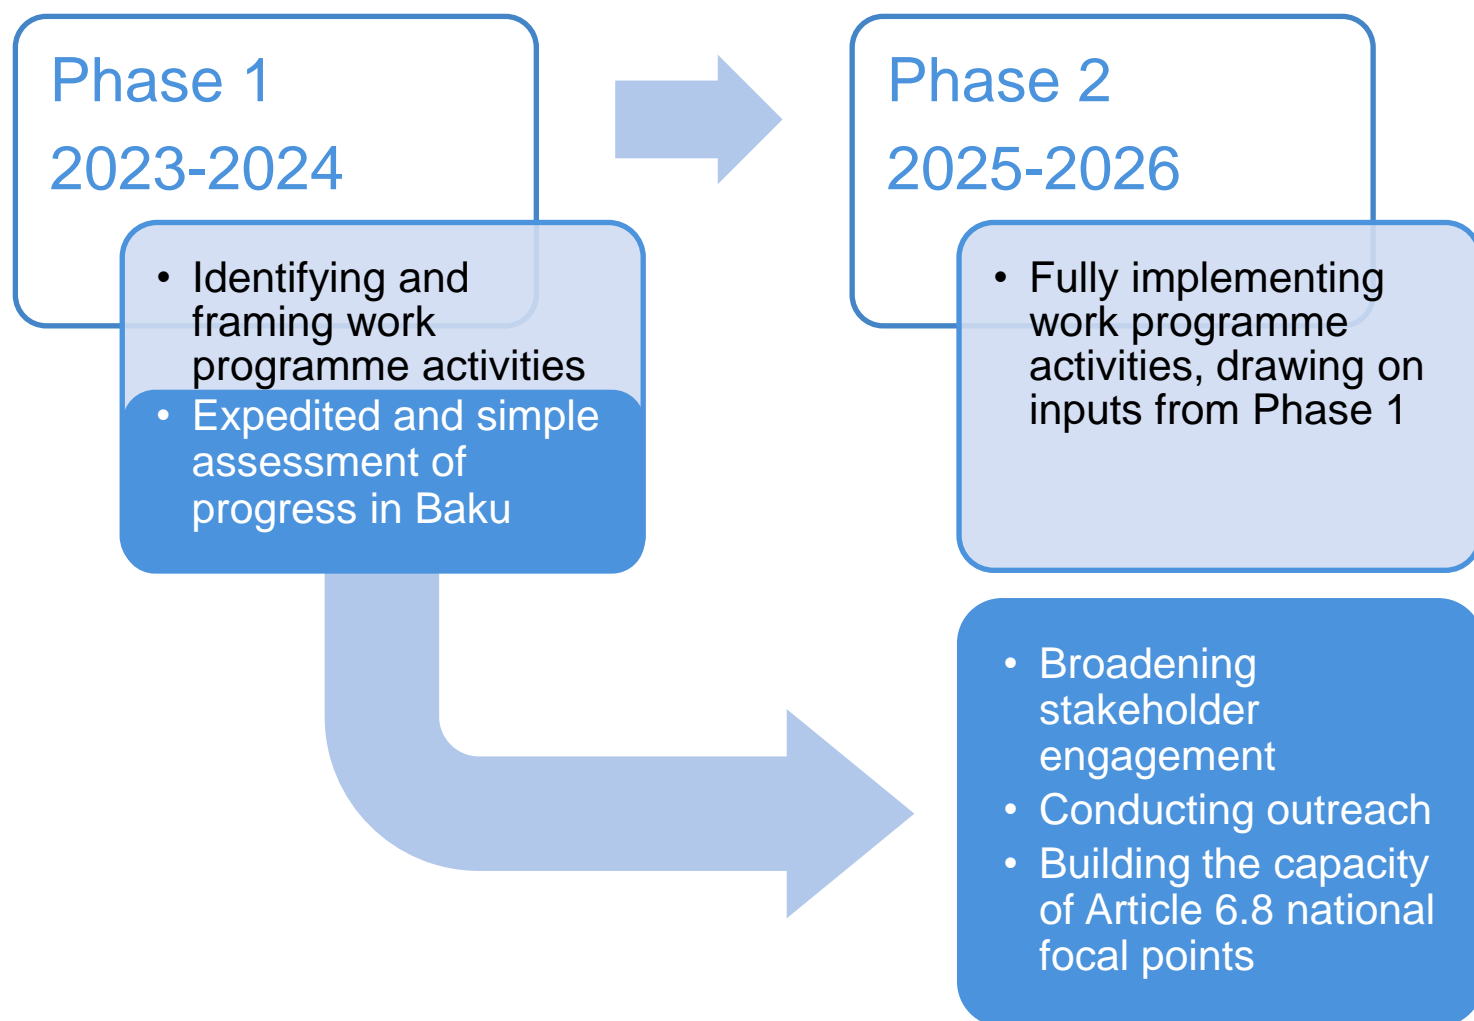 Phase 1
2023-2024
• Identifying and
framing work
programme activities
• Expedited and simple
assessment of
progress in Baku
Phase 2
2025-2026
• Fully implementing
work programme
activities, drawing on
inputs from Phase 1
• Broadening
stakeholder
engagement
• Conducting outreach
• Building the capacity
of Article 6.8 national
focal points